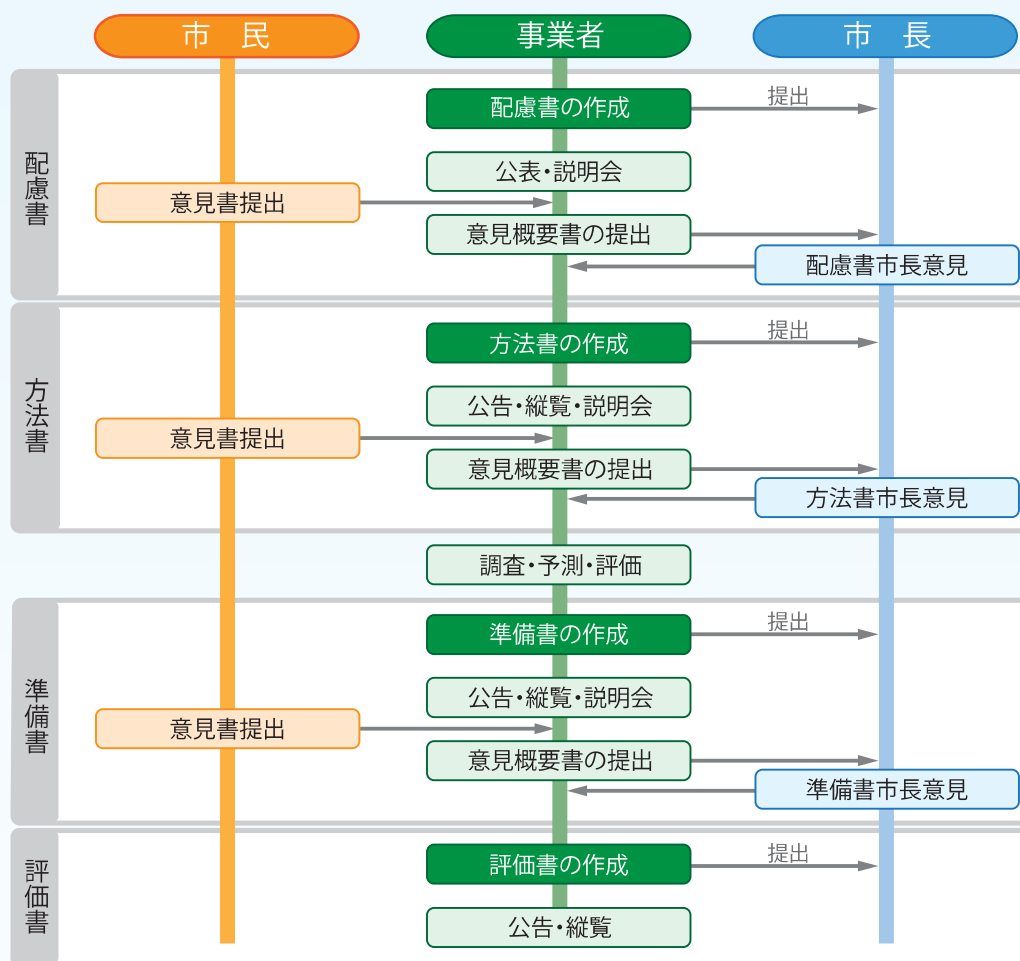 市 民
事業者
市 長
配慮書
配慮書の作成
提出
公表・説明会
意見書提出
意見概要書の提出
配慮書市長意見
方法書
方法書の作成
提出
公告・縦覧・説明会
意見書提出
意見概要書の提出
方法書市長意見
調査・予測・評価
準備書
準備書の作成
提出
公告・縦覧・説明会
意見書提出
意見概要書の提出
準備書市長意見
評価書
評価書の作成
提出
公告・縦覧